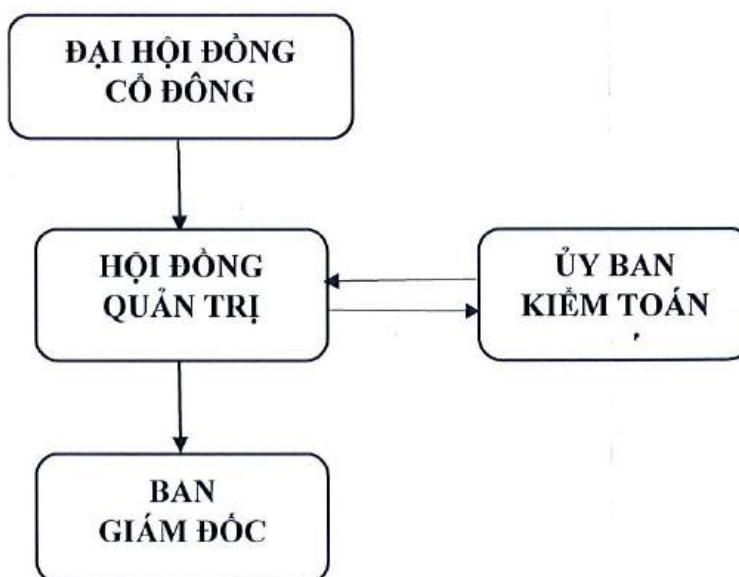 ĐẠI HỘI ĐỒNG
CỔ ĐÔNG
HỘI ĐỒNG
QUẢN TRỊ
ỦY BAN
KIỂM TOÁN
BAN
GIÁM ĐỐC